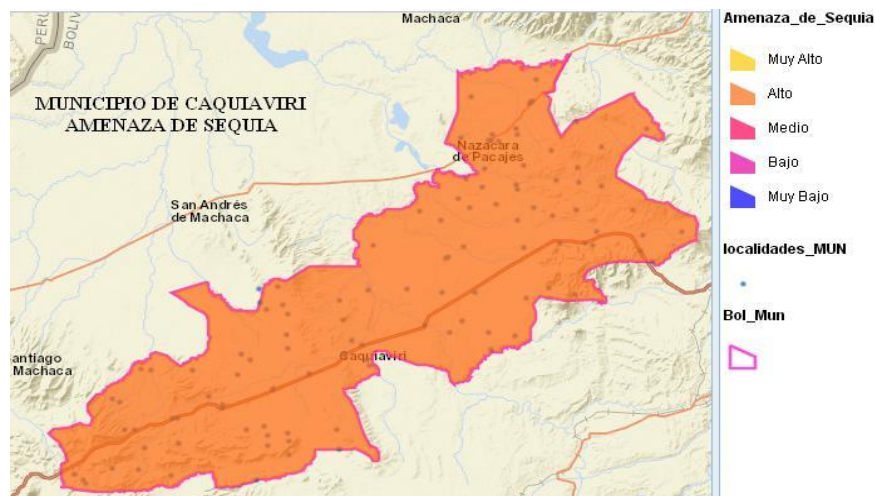 Machaca
PERU
BOLIV
MUNICIPIO DE CAQUIAVIRI
AMENAZA DE SEQUIA
Nazacara
de Pacajes
San Andrés
de Machaca
antiago
Machaca
Caquiaviri
Amenaza_de_Sequia
Muy Alto
Alto
Medio
Bajo
Muy Bajo
localidades_MUN
Bol_Mun